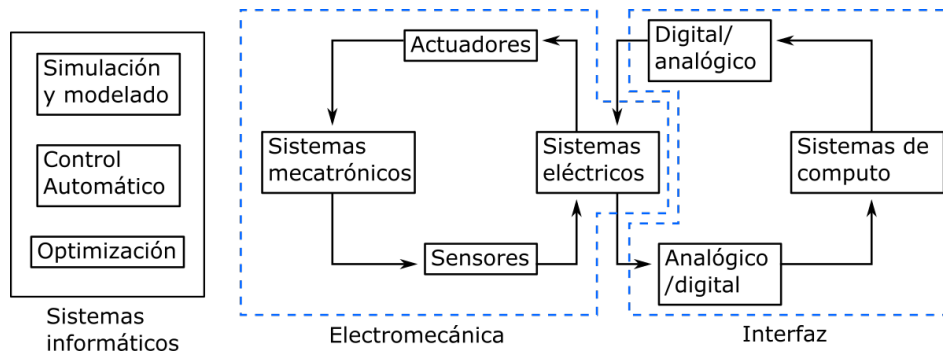 Simulación
y modelado
Control
Automático
Optimización
Sistemas
informáticos
Actuadores
Sistemas
mecatrónicos
Sensores
Sistemas
eléctricos
Electromecánica
Digital/
analógico
Sistemas de
computo
Analógico
/digital
Interfaz